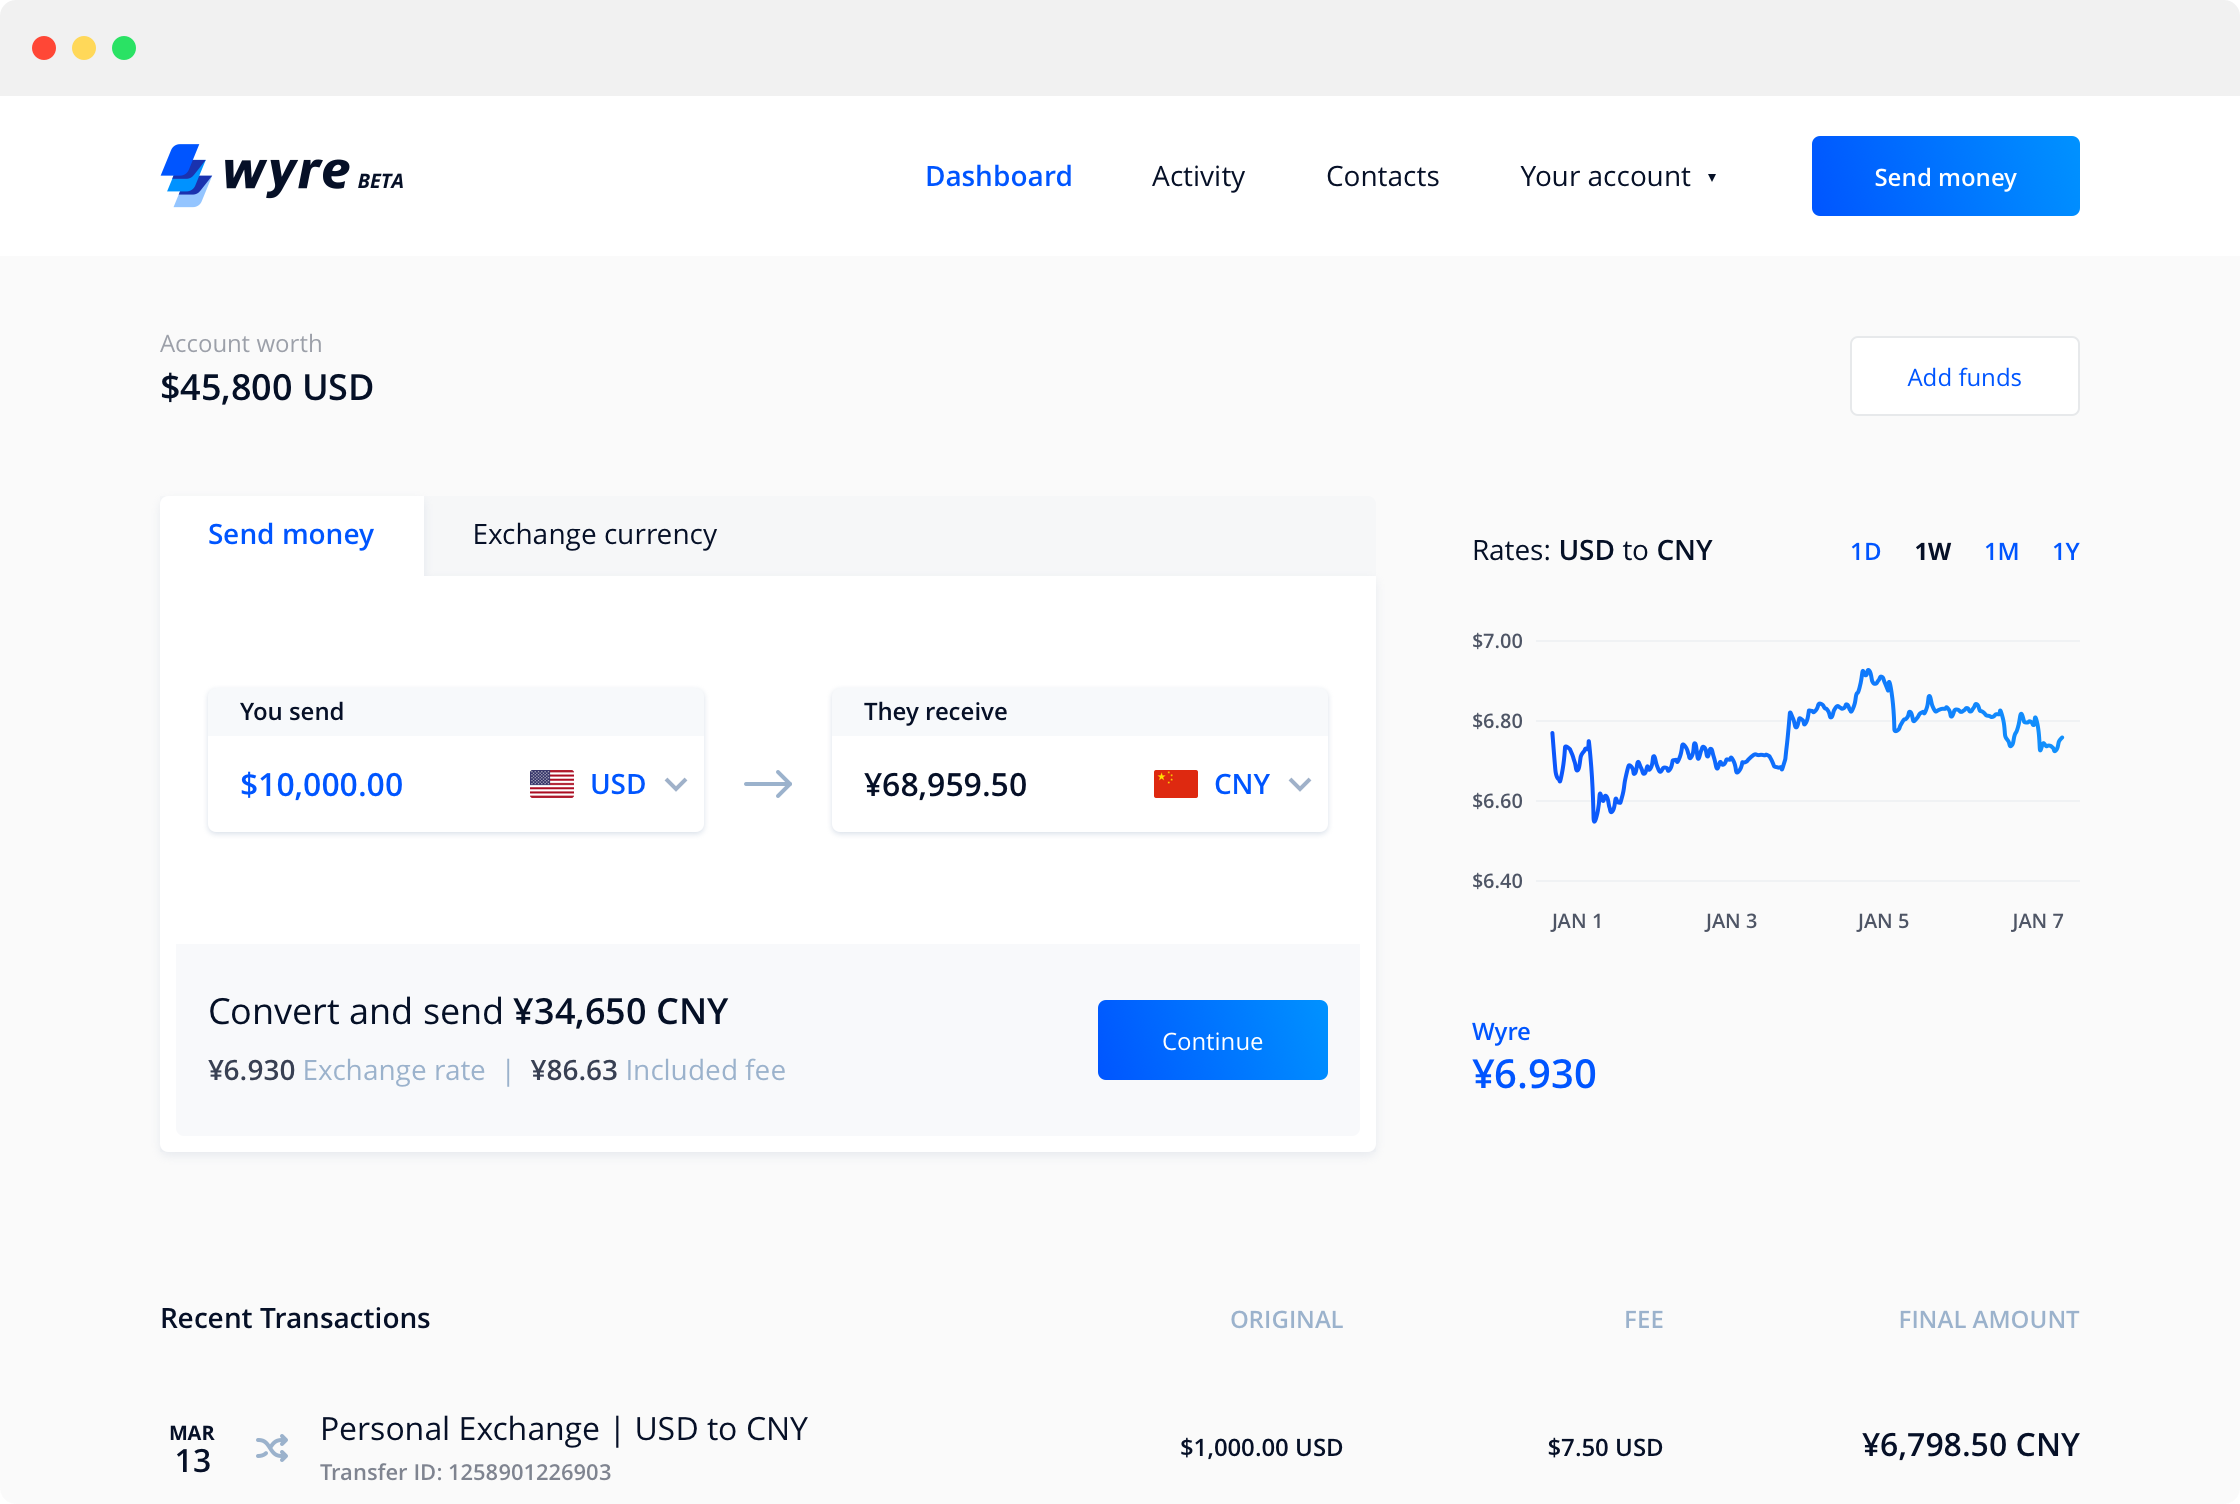 wyre BETA
Dashboard Activity Contacts Your account ▾ Send money
Account worth
$45,800 USD
Add funds
Send money Exchange currency
Rates: USD to CNY 1D 1W 1M 1Y
$7.00
$6.80
$6.60
$6.40
JAN 1 JAN 3 JAN 5 JAN 7
You send
$10,000.00 USD
They receive
¥68,959.50 CNY
Convert and send ¥34,650 CNY
¥6.930 Exchange rate | ¥86.63 Included fee
Continue
Wyre
¥6.930
Recent Transactions ORIGINAL FEE FINAL AMOUNT
MAR
13
Personal Exchange | USD to CNY
Transfer ID: 1258901226903
$1,000.00 USD $7.50 USD ¥6,798.50 CNY